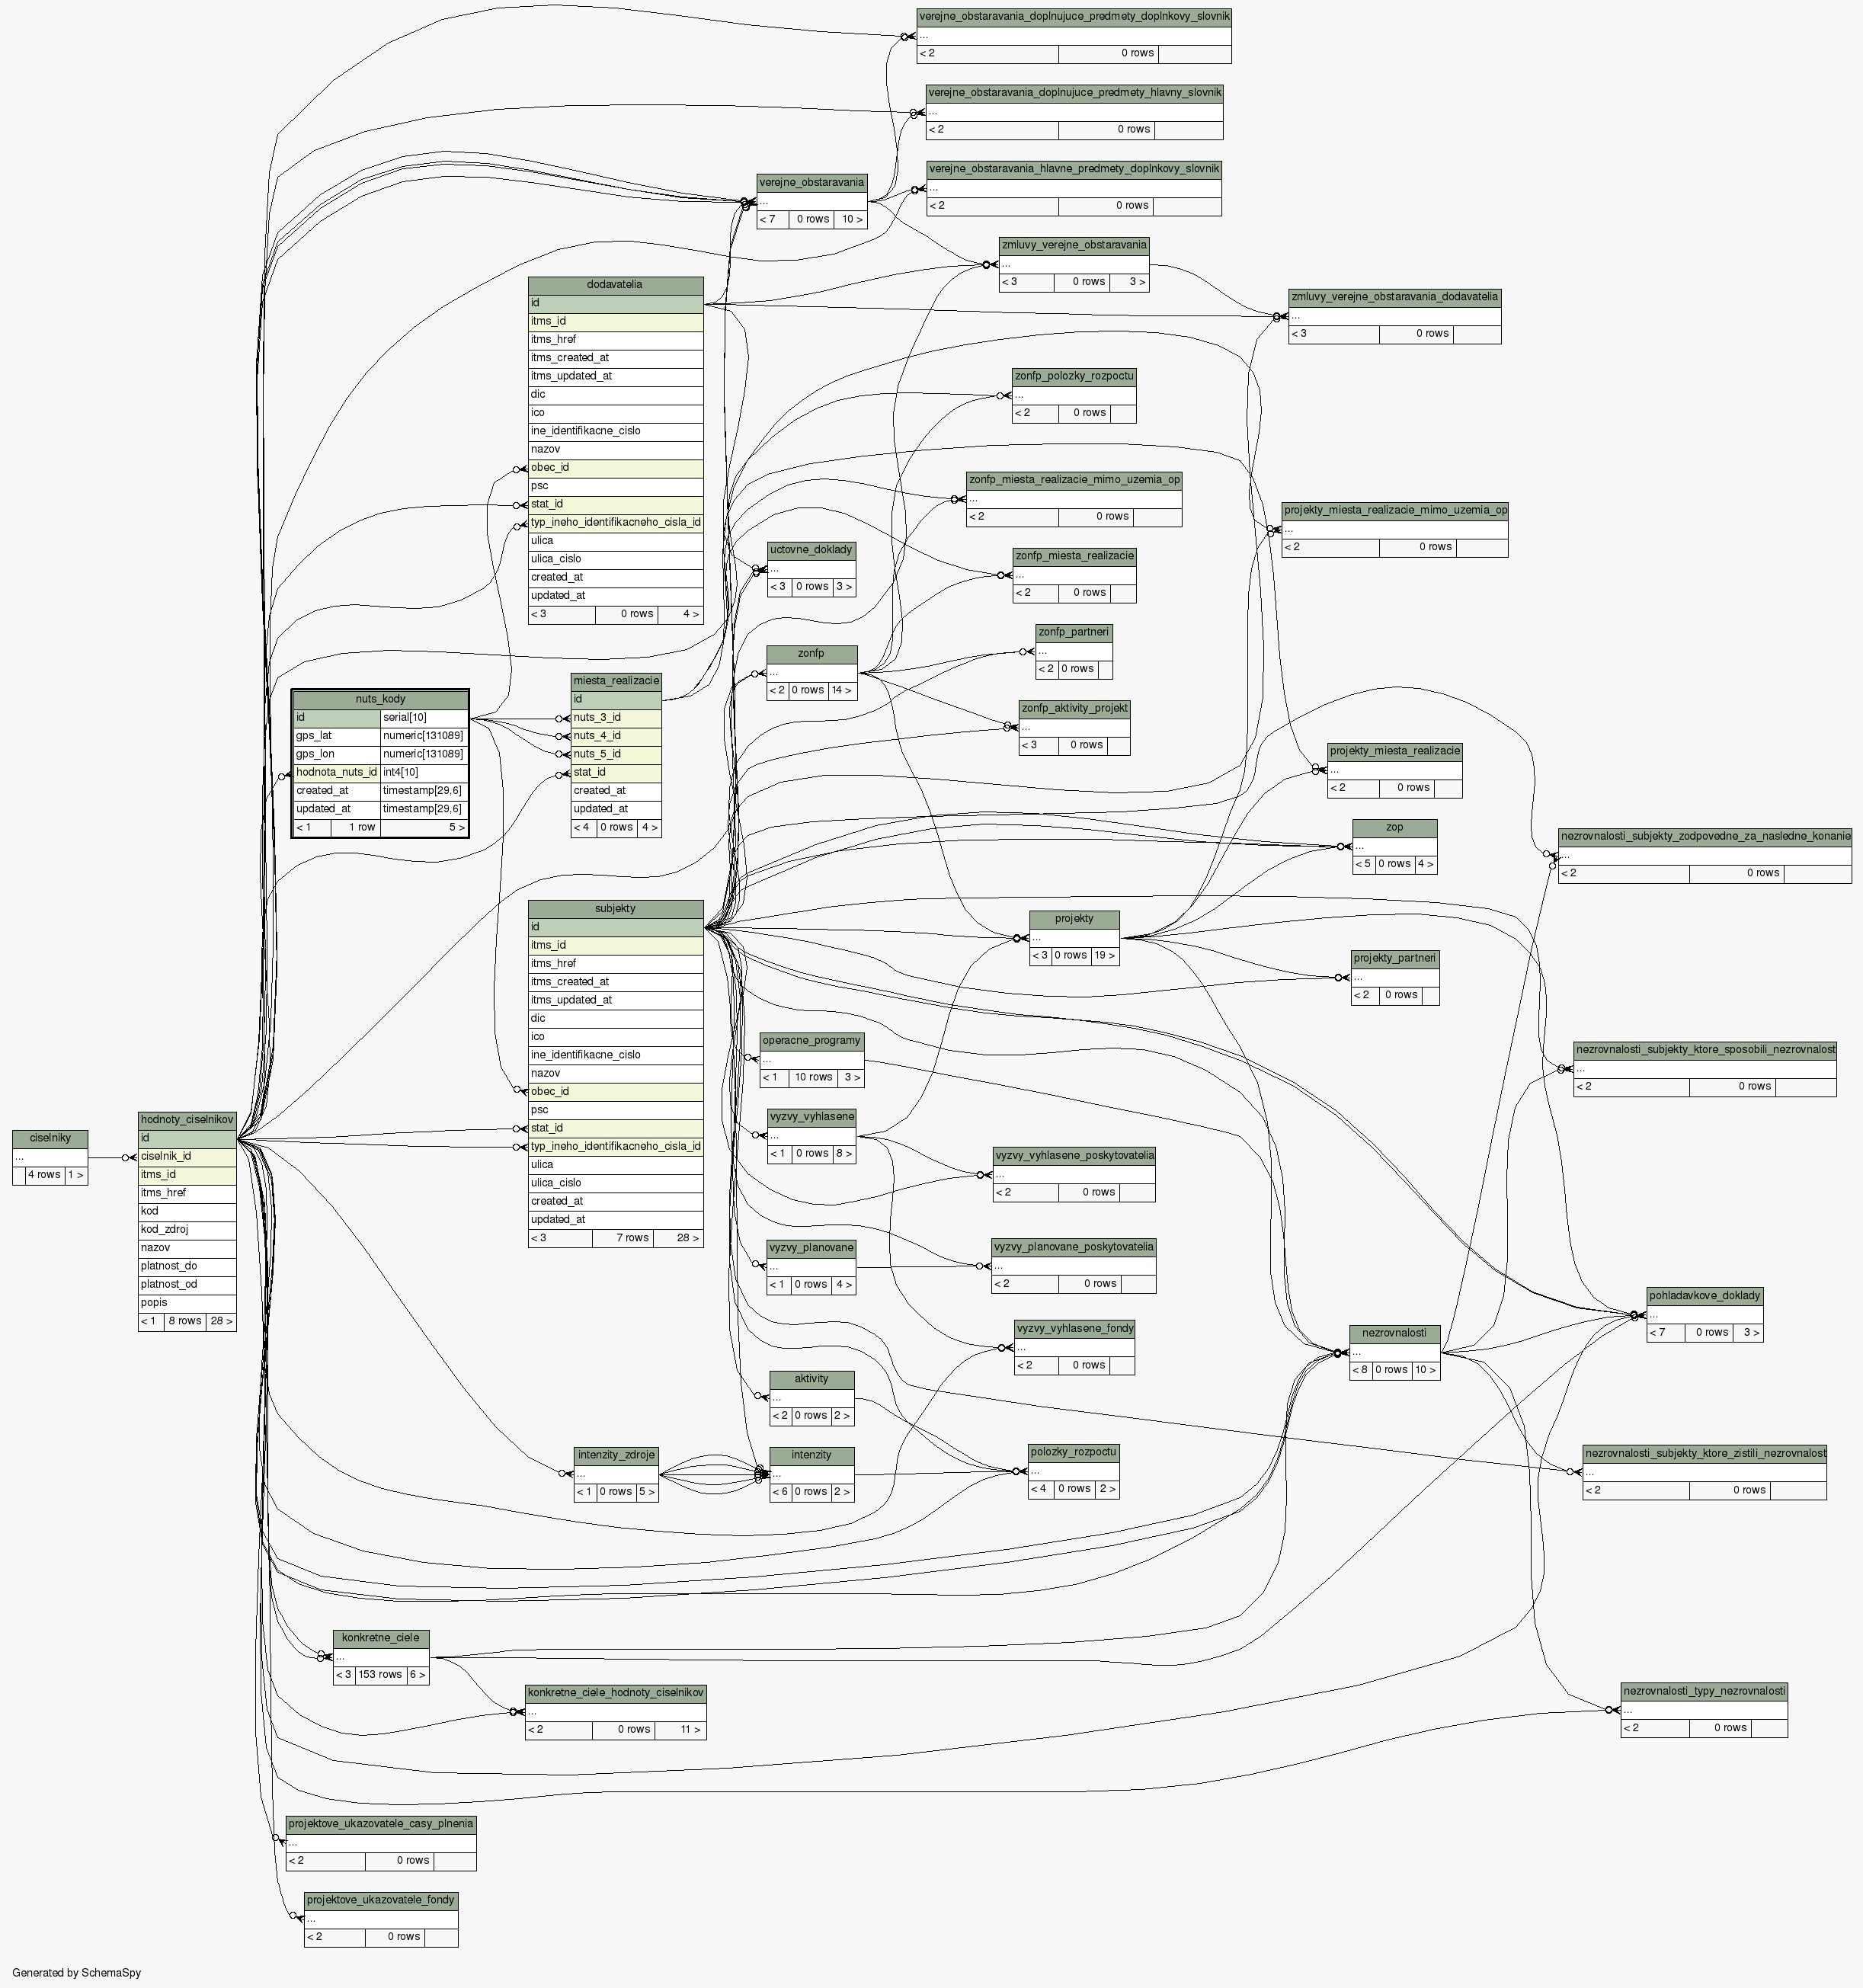 verejne_obstaravania_doplnujuce_predmety_doplnkovy_slovnik
...
< 2 0 rows
verejne_obstaravania_doplnujuce_predmety_hlavny_slovnik
...
< 2 0 rows
verejne_obstaravania_hlavne_predmety_doplnkovy_slovnik
...
< 2 0 rows
verejne_obstaravania
...
< 7 0 rows 10 >
zmluvy_verejne_obstaravania
...
< 3 0 rows 3 >
zmluvy_verejne_obstaravania_dodavatelia
...
< 3 0 rows
dodavatelia
id
itms_id
itms_href
itms_created_at
itms_updated_at
dic
ico
ine_identifikacne_cislo
nazov
obec_id
psc
stat_id
typ_ineho_identifikacneho_cisla_id
ulica
ulica_cislo
created_at
updated_at
< 3 0 rows 4 >
zonfp_polozky_rozpoctu
...
< 2 0 rows
zonfp_miesta_realizacie_mimo_uzemia_op
...
< 2 0 rows
projekty_miesta_realizacie_mimo_uzemia_op
...
< 2 0 rows
uctovne_doklady
...
< 3 0 rows 3 >
zonfp_miesta_realizacie
...
< 2 0 rows
zonfp_partneri
...
< 2 0 rows
zonfp
...
< 2 0 rows 14 >
zonfp_aktivity_projekt
...
< 3 0 rows
miesta_realizacie
id
nuts_3_id
nuts_4_id
nuts_5_id
stat_id
created_at
updated_at
< 4 0 rows 4 >
nuts_kody
id serial[10]
gps_lat numeric[131089]
gps_lon numeric[131089]
hodnota_nuts_id int4[10]
created_at timestamp[29,6]
updated_at timestamp[29,6]
< 1 1 row 5 >
projekty_miesta_realizacie
...
< 2 0 rows
zop
...
< 5 0 rows 4 >
nezrovnalosti_subjekty_zodpovedne_za_nasledne_konanie
...
< 2 0 rows
subjekty
id
itms_id
itms_href
itms_created_at
itms_updated_at
dic
ico
ine_identifikacne_cislo
nazov
obec_id
psc
stat_id
typ_ineho_identifikacneho_cisla_id
ulica
ulica_cislo
created_at
updated_at
< 3 7 rows 28 >
projekty
...
< 3 0 rows 19 >
projekty_partneri
...
< 2 0 rows
operacne_programy
...
< 1 10 rows 3 >
nezrovnalosti_subjekty_ktore_sposobili_nezrovnalost
...
< 2 0 rows
vyzvy_vyhlasene
...
< 1 0 rows 8 >
vyzvy_vyhlasene_poskytovatelia
...
< 2 0 rows
ciselniky
...
4 rows 1 >
hodnoty_ciselnikov
id
ciselnik_id
itms_id
itms_href
kod
kod_zdroj
nazov
platnost_do
platnost_od
popis
< 1 8 rows 28 >
vyzvy_planovane
...
< 1 0 rows 4 >
vyzvy_planovane_poskytovatelia
...
< 2 0 rows
pohladavkove_doklady
...
< 7 0 rows 3 >
vyzvy_vyhlasene_fondy
...
< 2 0 rows
nezrovnalosti
...
< 8 0 rows 10 >
aktivity
...
< 2 0 rows 2 >
intenzity_zdroje
...
< 1 0 rows 5 >
intenzity
...
< 6 0 rows 2 >
polozky_rozpoctu
...
< 4 0 rows 2 >
nezrovnalosti_subjekty_ktore_zistili_nezrovnalost
...
< 2 0 rows
konkretne_ciele
...
< 3 153 rows 6 >
konkretne_ciele_hodnoty_ciselnikov
...
< 2 0 rows 11 >
nezrovnalosti_typy_nezrovnalosti
...
< 2 0 rows
projektove_ukazovatele_casy_plnenia
...
< 2 0 rows
projektove_ukazovatele_fondy
...
< 2 0 rows
Generated by SchemaSpy